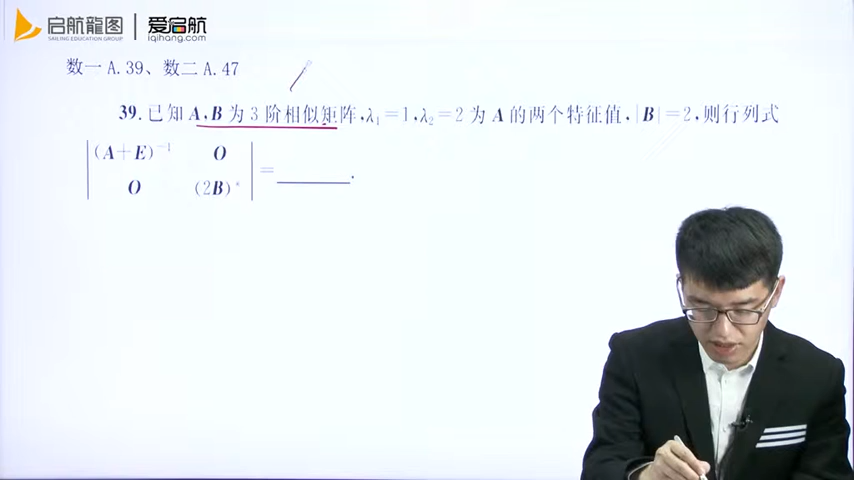 启航龍图 爱启航
SAILING EDUCATION GROUP iqihang.com
数一 A.39、数二 A.47
39. 已知 A,B 为 3 阶相似矩阵,λ₁=1,λ₂=2 为 A 的两个特征值,|B|=2,则行列式
|(A+E)⁻¹ O|
|O (2B)*| = ______.